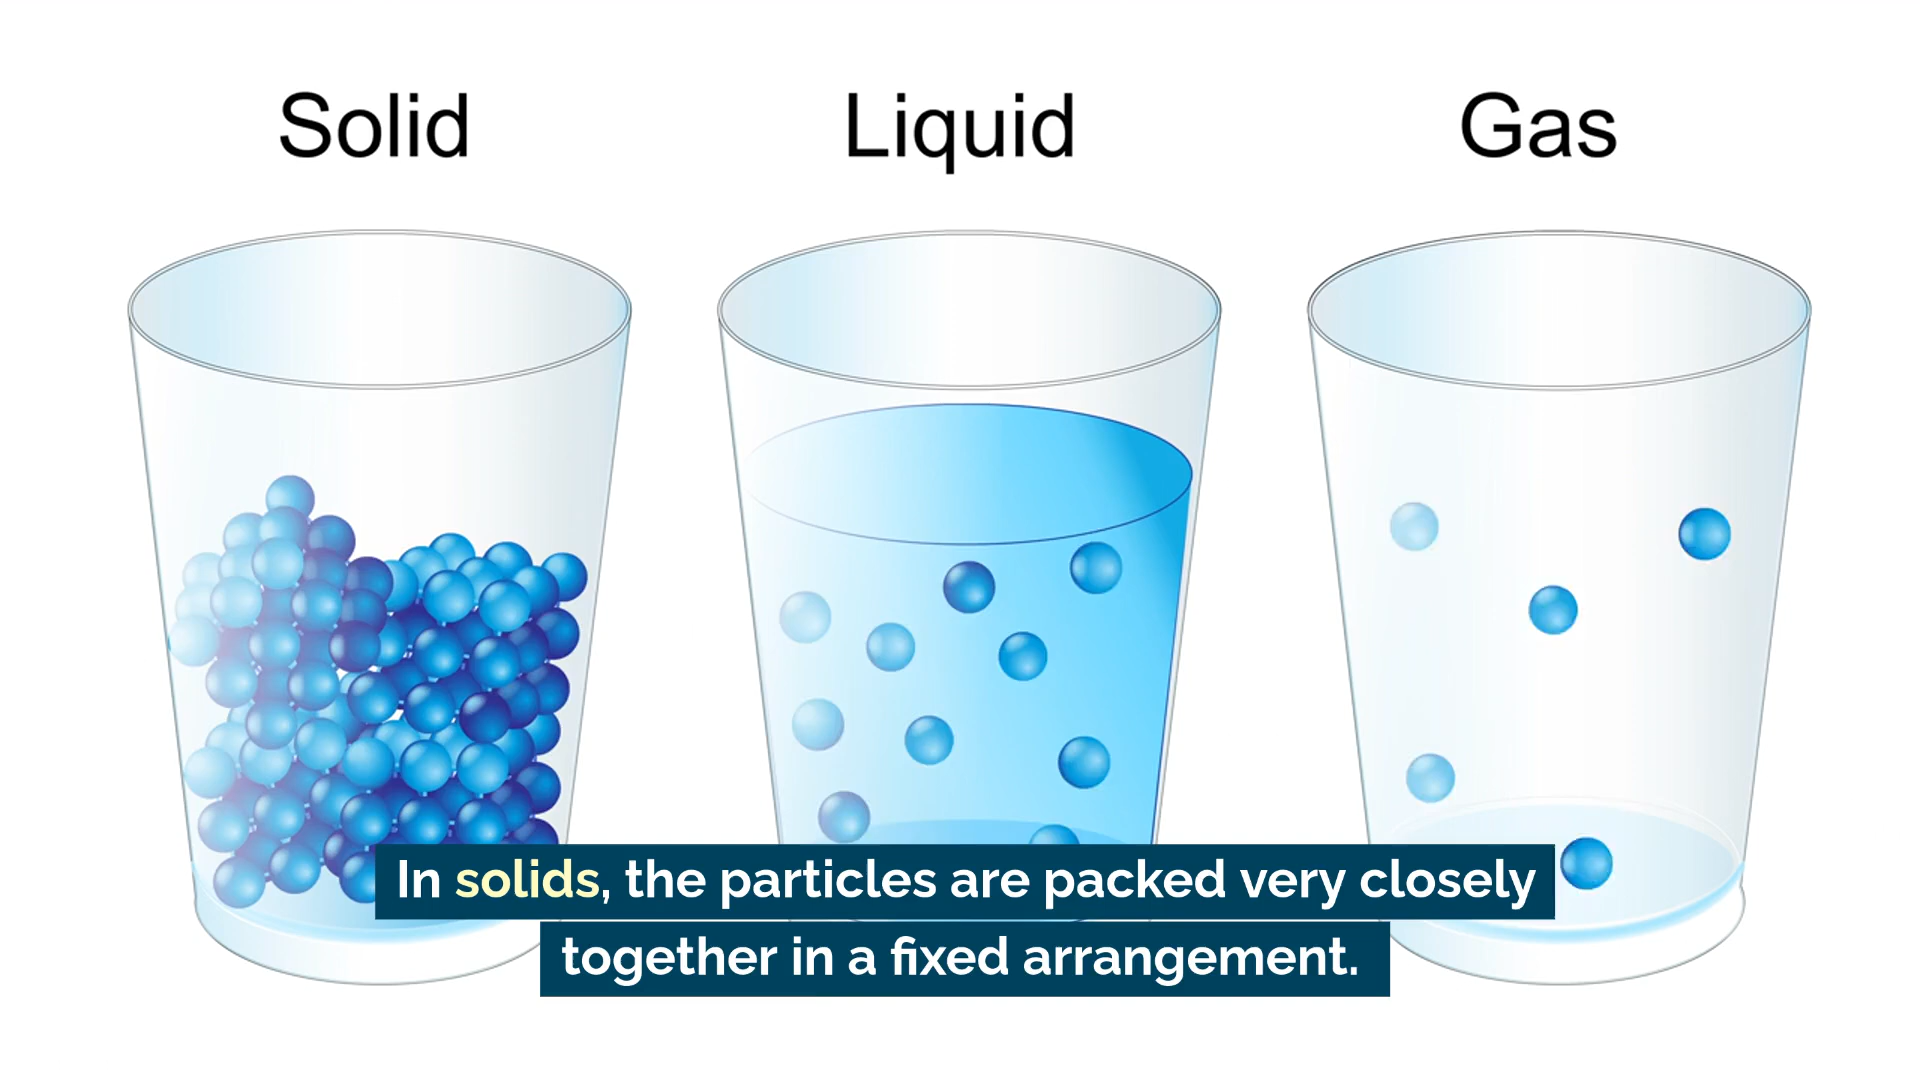 Solid
Liquid
Gas
In solids, the particles are packed very closely
together in a fixed arrangement.